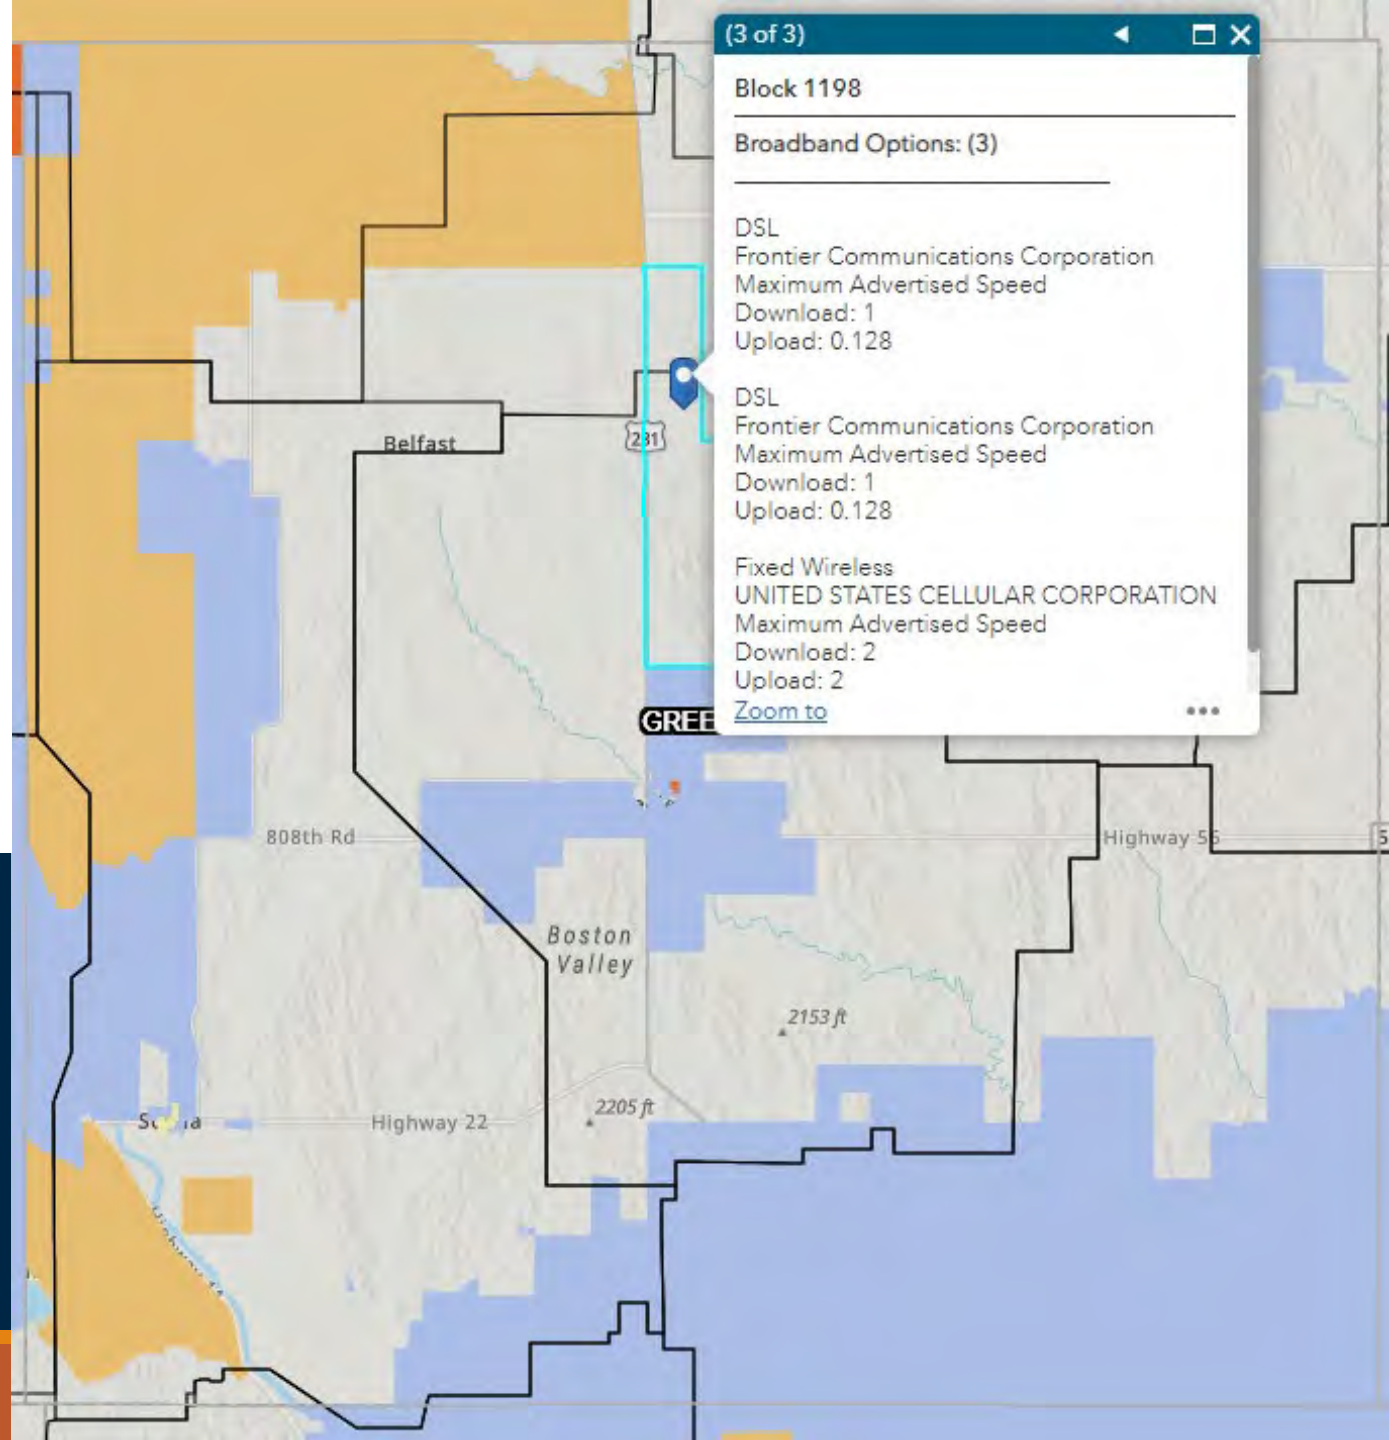 (3 of 3)
Block 1198
Broadband Options: (3)
DSL
Frontier Communications Corporation
Maximum Advertised Speed
Download: 1
Upload: 0.128
DSL
Frontier Communications Corporation
Maximum Advertised Speed
Download: 1
Upload: 0.128
Fixed Wireless
UNITED STATES CELLULAR CORPORATION
Maximum Advertised Speed
Download: 2
Upload: 2
Zoom to
Belfast
281
GREE
808th Rd
Highway 56
5
Boston
Valley
2153 ft
2205 ft
Highway 22